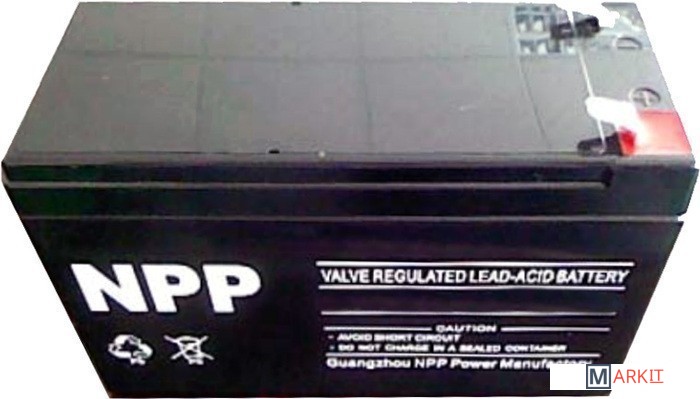 NPP
VALVE REGULATED LEAD-ACID BATTERY
CAUTION
- AVOID SHORT CIRCUIT
- DO NOT CHARGE IN A SEALED CONTAINER
Guangzhou NPP Power Manufactory
MARKIT